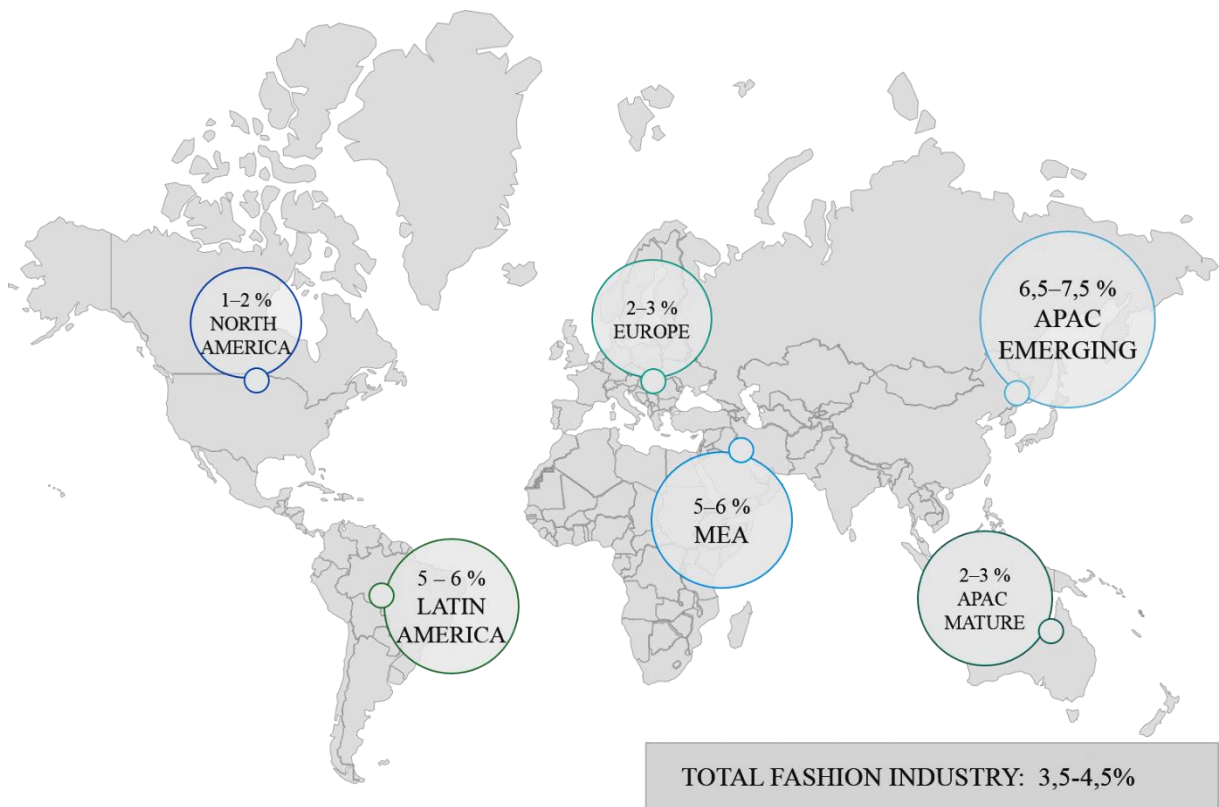 1–2 %
NORTH
AMERICA
2–3 %
EUROPE
6,5–7,5 %
APAC
EMERGING
5–6 %
MEA
5 – 6 %
LATIN
AMERICA
2–3 %
APAC
MATURE
TOTAL FASHION INDUSTRY: 3,5-4,5%